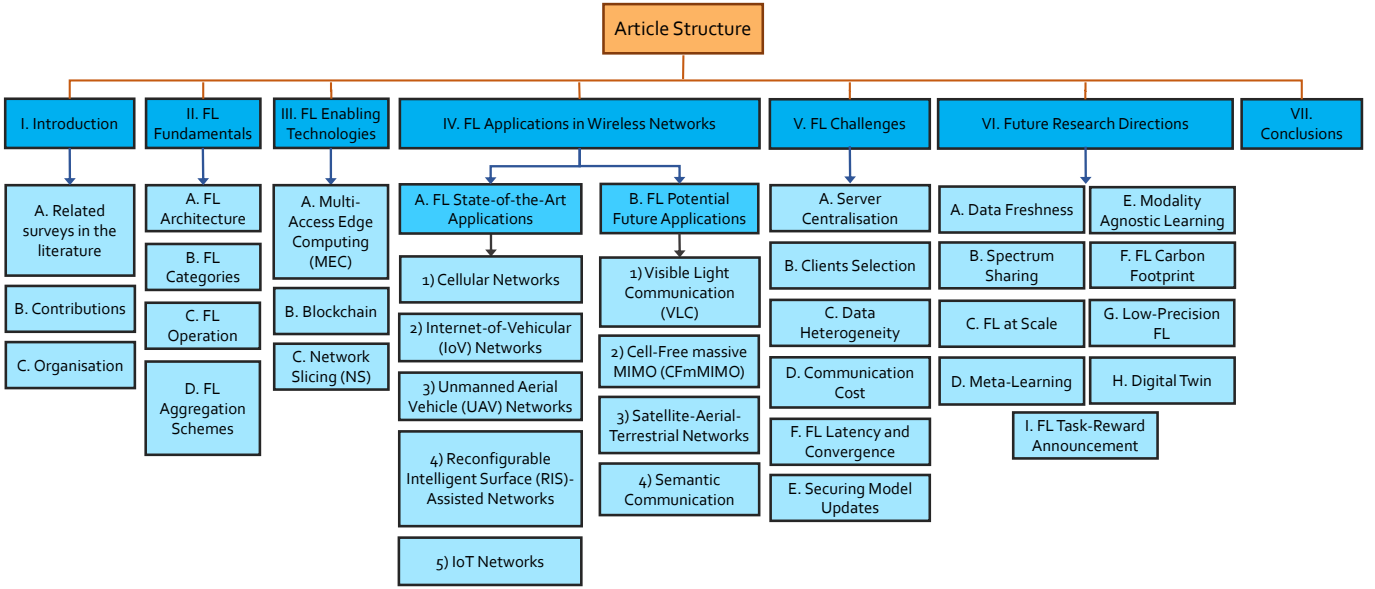 Article Structure
I. Introduction
II. FL
Fundamentals
III. FL Enabling
Technologies
IV. FL Applications in Wireless Networks
V. FL Challenges
VI. Future Research Directions
VII.
Conclusions
A. Related
surveys in the
literature
B. Contributions
C. Organisation
A. FL
Architecture
B. FL
Categories
C. FL
Operation
D. FL
Aggregation
Schemes
A. Multi-
Access Edge
Computing
(MEC)
B. Blockchain
C. Network
Slicing (NS)
A. FL State-of-the-Art
Applications
1) Cellular Networks
2) Internet-of-Vehicular
(IoV) Networks
3) Unmanned Aerial
Vehicle (UAV) Networks
4) Reconfigurable
Intelligent Surface (RIS)-
Assisted Networks
5) IoT Networks
B. FL Potential
Future Applications
1) Visible Light
Communication
(VLC)
2) Cell-Free massive
MIMO (CFmMIMO)
3) Satellite-Aerial-
Terrestrial Networks
4) Semantic
Communication
A. Server
Centralisation
B. Clients Selection
C. Data
Heterogeneity
D. Communication
Cost
F. FL Latency and
Convergence
E. Securing Model
Updates
A. Data Freshness
B. Spectrum
Sharing
C. FL at Scale
D. Meta-Learning
E. Modality
Agnostic Learning
F. FL Carbon
Footprint
G. Low-Precision
FL
H. Digital Twin
I. FL Task-Reward
Announcement